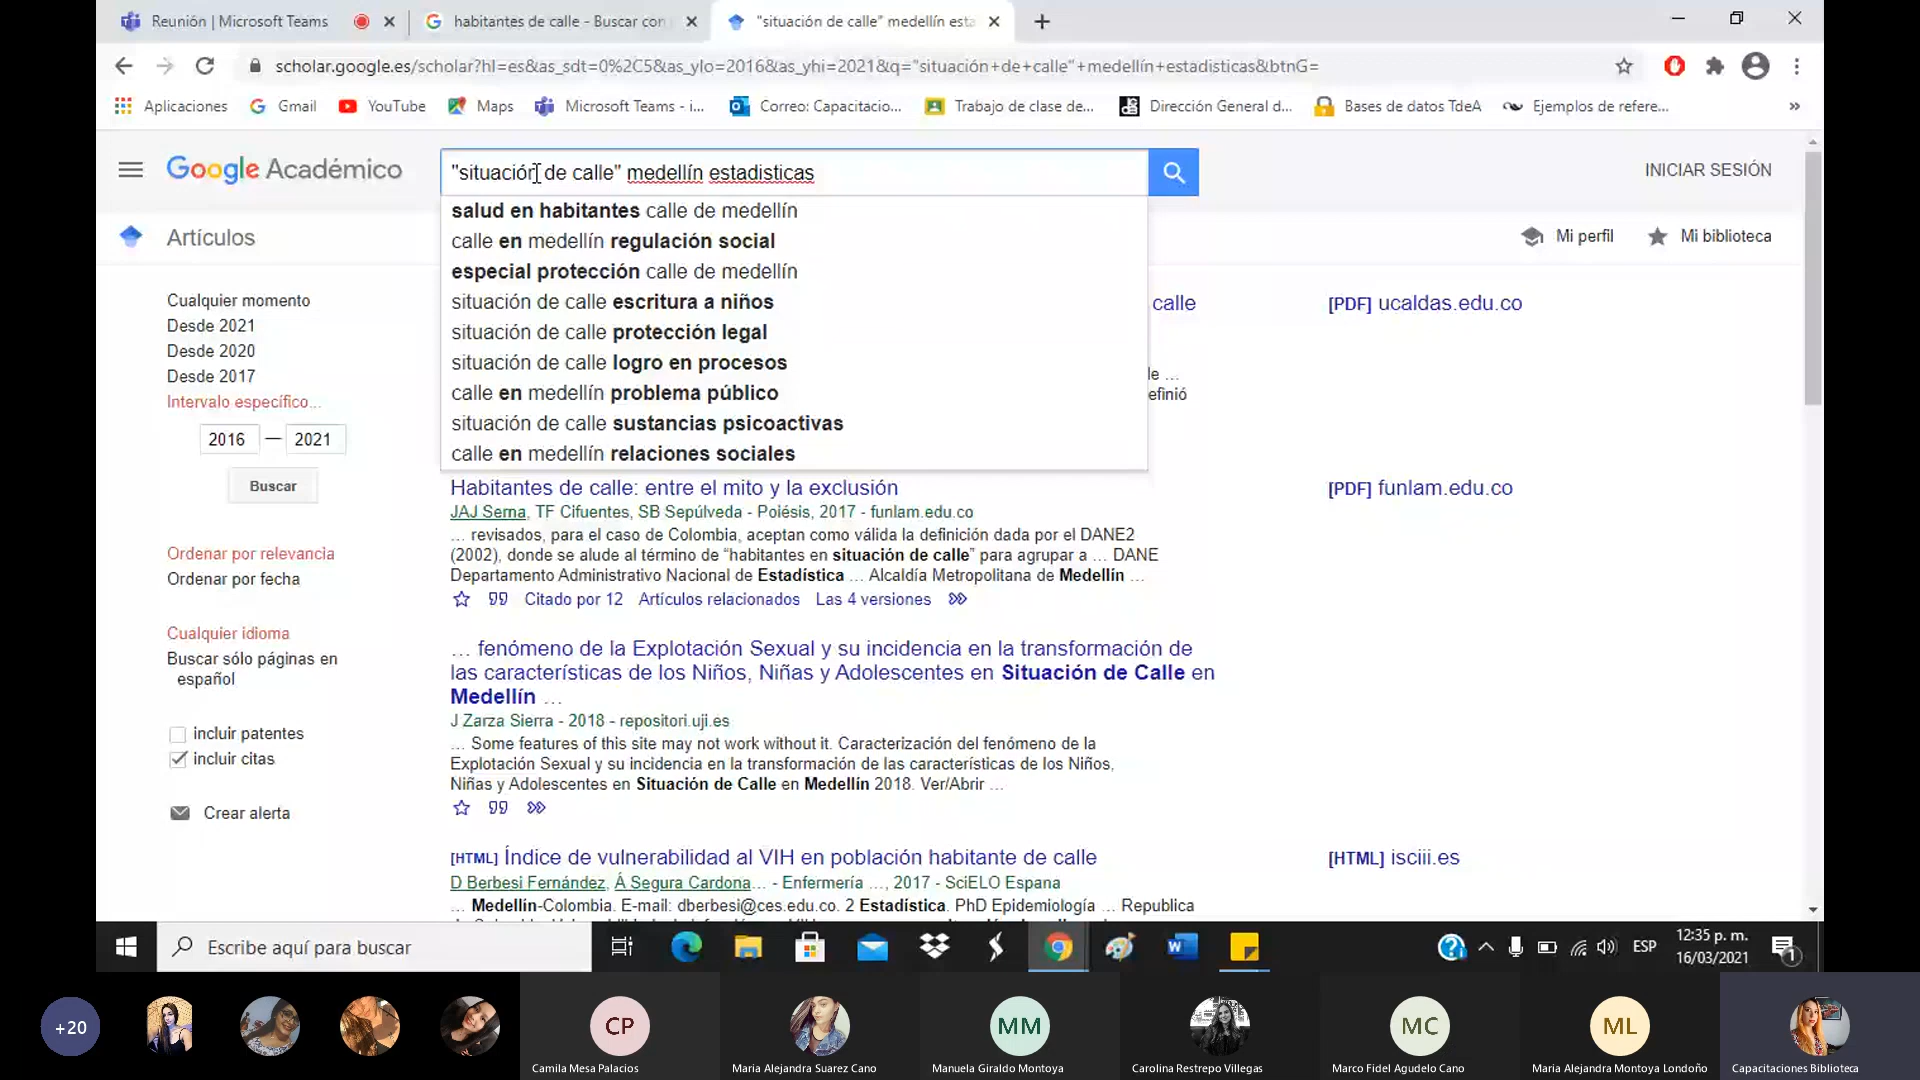 Reunión | Microsoft Teams
habitantes de calle - Buscar con
"situación de calle" medellín esta
scholar.google.es/scholar?hl=es&as_sdt=0%2C5&as_ylo=2016&as_yhi=2021&q="situación+de+calle"+medellín+estadisticas&btnG=
Aplicaciones
Gmail
YouTube
Maps
Microsoft Teams - i...
Correo: Capacitacio...
Trabajo de clase de...
Dirección General d...
Bases de datos TdeA
Ejemplos de refere...
»
Google Académico
"situación de calle" medellín estadisticas
INICIAR SESIÓN
salud en habitantes calle de medellín
calle en medellín regulación social
especial protección calle de medellín
situación de calle escritura a niños
situación de calle protección legal
situación de calle logro en procesos
calle en medellín problema público
situación de calle sustancias psicoactivas
calle en medellín relaciones sociales
Artículos
Mi perfil
Mi biblioteca
Cualquier momento
Desde 2021
Desde 2020
Desde 2017
Intervalo específico...
2016 — 2021
Buscar
Ordenar por relevancia
Ordenar por fecha
Cualquier idioma
Buscar sólo páginas en
español
incluir patentes
incluir citas
Crear alerta
calle
[PDF] ucaldas.edu.co
le ...
efinió
Habitantes de calle: entre el mito y la exclusión
[PDF] funlam.edu.co
JAJ Serna, TF Cifuentes, SB Sepúlveda - Poiésis, 2017 - funlam.edu.co
... revisados, para el caso de Colombia, aceptan como válida la definición dada por el DANE2
(2002), donde se alude al término de “habitantes en situación de calle” para agrupar a ... DANE
Departamento Administrativo Nacional de Estadística ... Alcaldía Metropolitana de Medellín ...
Citado por 12 Artículos relacionados Las 4 versiones
... fenómeno de la Explotación Sexual y su incidencia en la transformación de
las características de los Niños, Niñas y Adolescentes en Situación de Calle en
Medellín ...
J Zarza Sierra - 2018 - repositori.uji.es
... Some features of this site may not work without it. Caracterización del fenómeno de la
Explotación Sexual y su incidencia en la transformación de las características de los Niños,
Niñas y Adolescentes en Situación de Calle en Medellín 2018. Ver/Abrir ...
[HTML] Índice de vulnerabilidad al VIH en población habitante de calle
[HTML] isciii.es
D Berbesi Fernández, Á Segura Cardona... - Enfermería ..., 2017 - SciELO Espana
... Medellín-Colombia. E-mail: dberbesi@ces.edu.co. 2 Estadística. PhD Epidemiología ... Republica
Escribe aquí para buscar
ESP
12:35 p. m.
16/03/2021
1
+20
CP
MM
MC
ML
Camila Mesa Palacios
Maria Alejandra Suarez Cano
Manuela Giraldo Montoya
Carolina Restrepo Villegas
Marco Fidel Agudelo Cano
Maria Alejandra Montoya Londoño
Capacitaciones Biblioteca